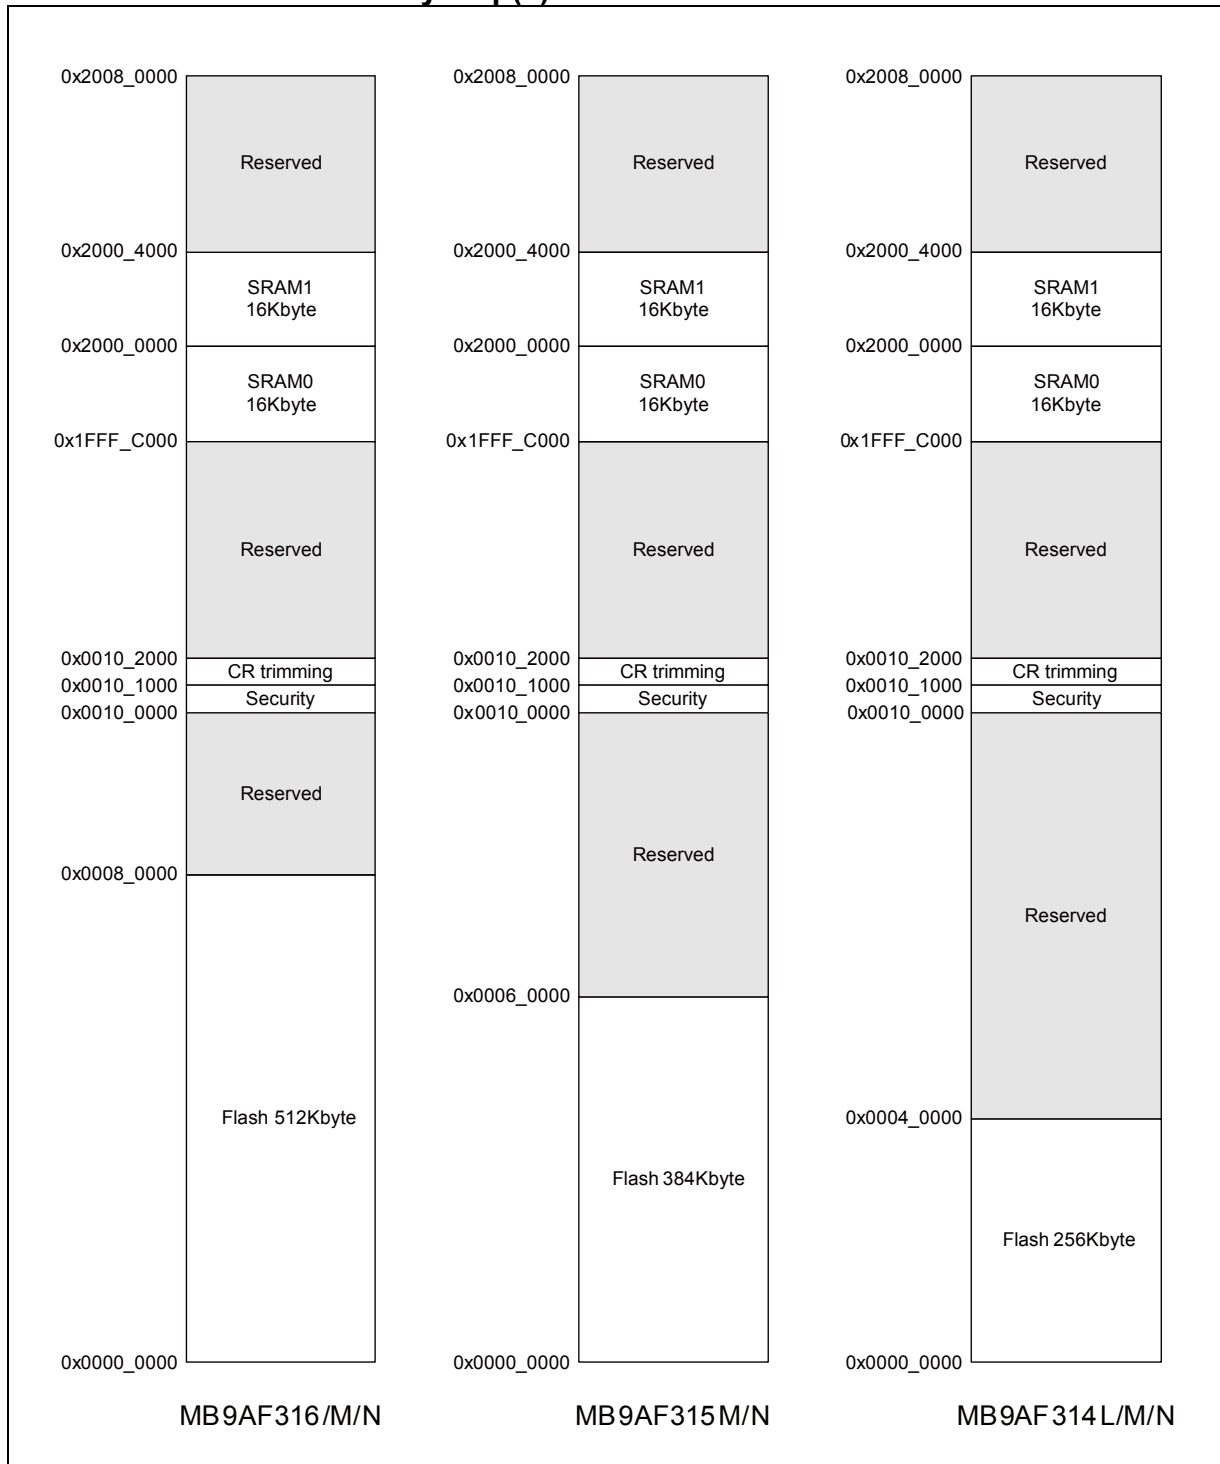 0x2008_0000
Reserved
0x2000_4000
SRAM1
16Kbyte
0x2000_0000
SRAM0
16Kbyte
0x1FFF_C000
Reserved
0x0010_2000
CR trimming
0x0010_1000
Security
0x0010_0000
Reserved
0x0008_0000
Flash 512Kbyte
0x0000_0000
MB9AF316/M/N
0x2008_0000
Reserved
0x2000_4000
SRAM1
16Kbyte
0x2000_0000
SRAM0
16Kbyte
0x1FFF_C000
Reserved
0x0010_2000
CR trimming
0x0010_1000
Security
0x0010_0000
Reserved
0x0006_0000
Flash 384Kbyte
0x0000_0000
MB9AF315M/N
0x2008_0000
Reserved
0x2000_4000
SRAM1
16Kbyte
0x2000_0000
SRAM0
16Kbyte
0x1FFF_C000
Reserved
0x0010_2000
CR trimming
0x0010_1000
Security
0x0010_0000
Reserved
0x0004_0000
Flash 256Kbyte
0x0000_0000
MB9AF314L/M/N